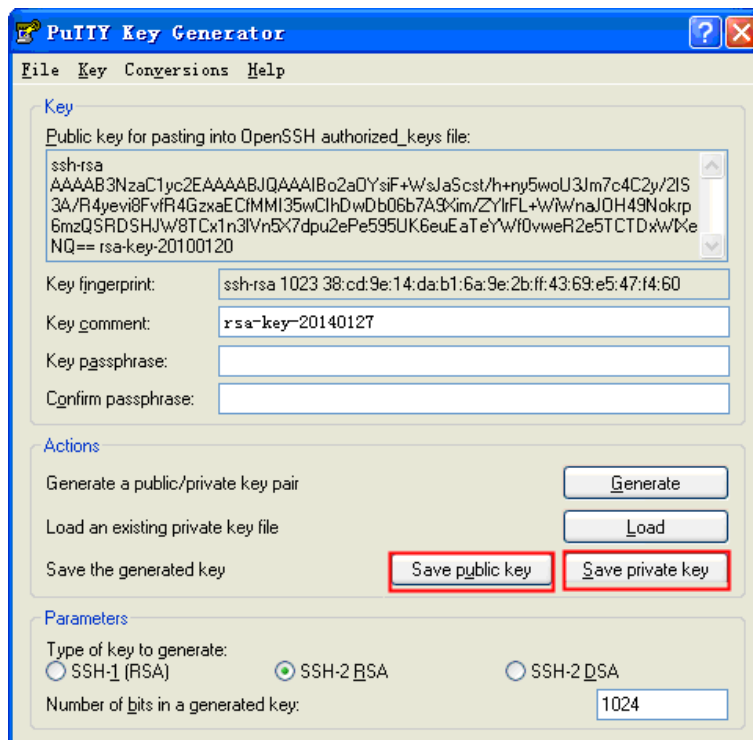 PuTTY Key Generator
File Key Conversions Help
Key
Public key for pasting into OpenSSH authorized_keys file:
ssh-rsa
AAAAB3NzaC1yc2EAAAABJQAAAIBo2a0YsiF+WsJaScst/h+ny5woU3Jm7c4C2y/2IS
3A/R4yevi8FvfR4GzxaECfMMI35wClhDwDb06b7A9Xim/ZYlrFL+WiWnaJOH49Nokrp
6mzQSRDSHJW8TCx1n3lVn5X7dpu2ePe595UK6euEaTeYWf0vweR2e5TCTDxWlXe
NQ== rsa-key-20100120
Key fingerprint: ssh-rsa 1023 38:cd:9e:14:da:b1:6a:9e:2b:ff:43:69:e5:47:f4:60
Key comment: rsa-key-20140127
Key passphrase:
Confirm passphrase:
Actions
Generate a public/private key pair Generate
Load an existing private key file Load
Save the generated key Save public key Save private key
Parameters
Type of key to generate:
SSH-1 (RSA) SSH-2 RSA SSH-2 DSA
Number of bits in a generated key: 1024